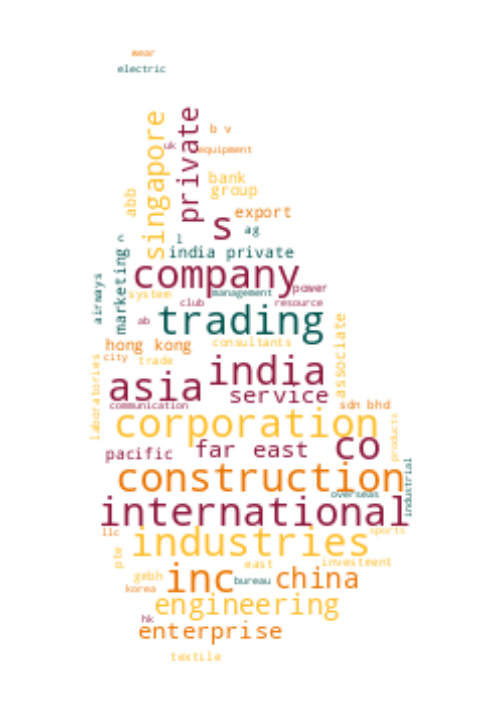 wear
electric
singapore
private
uk
b v
equipment
bank
abb
group
export
s
ag
c
l
india private
marketing
company
airways
system
management
power
club
resource
ab
trading
hong kong
consultants
associate
city
trade
india
asia
service
laboratories
communication
sdn bhd
corporation
products
co
pacific
far east
construction
industrial
overseas
international
llc
sports
industries
pte
east
investment
gmbh
korea
inc
bureau
china
engineering
hk
enterprise
textile